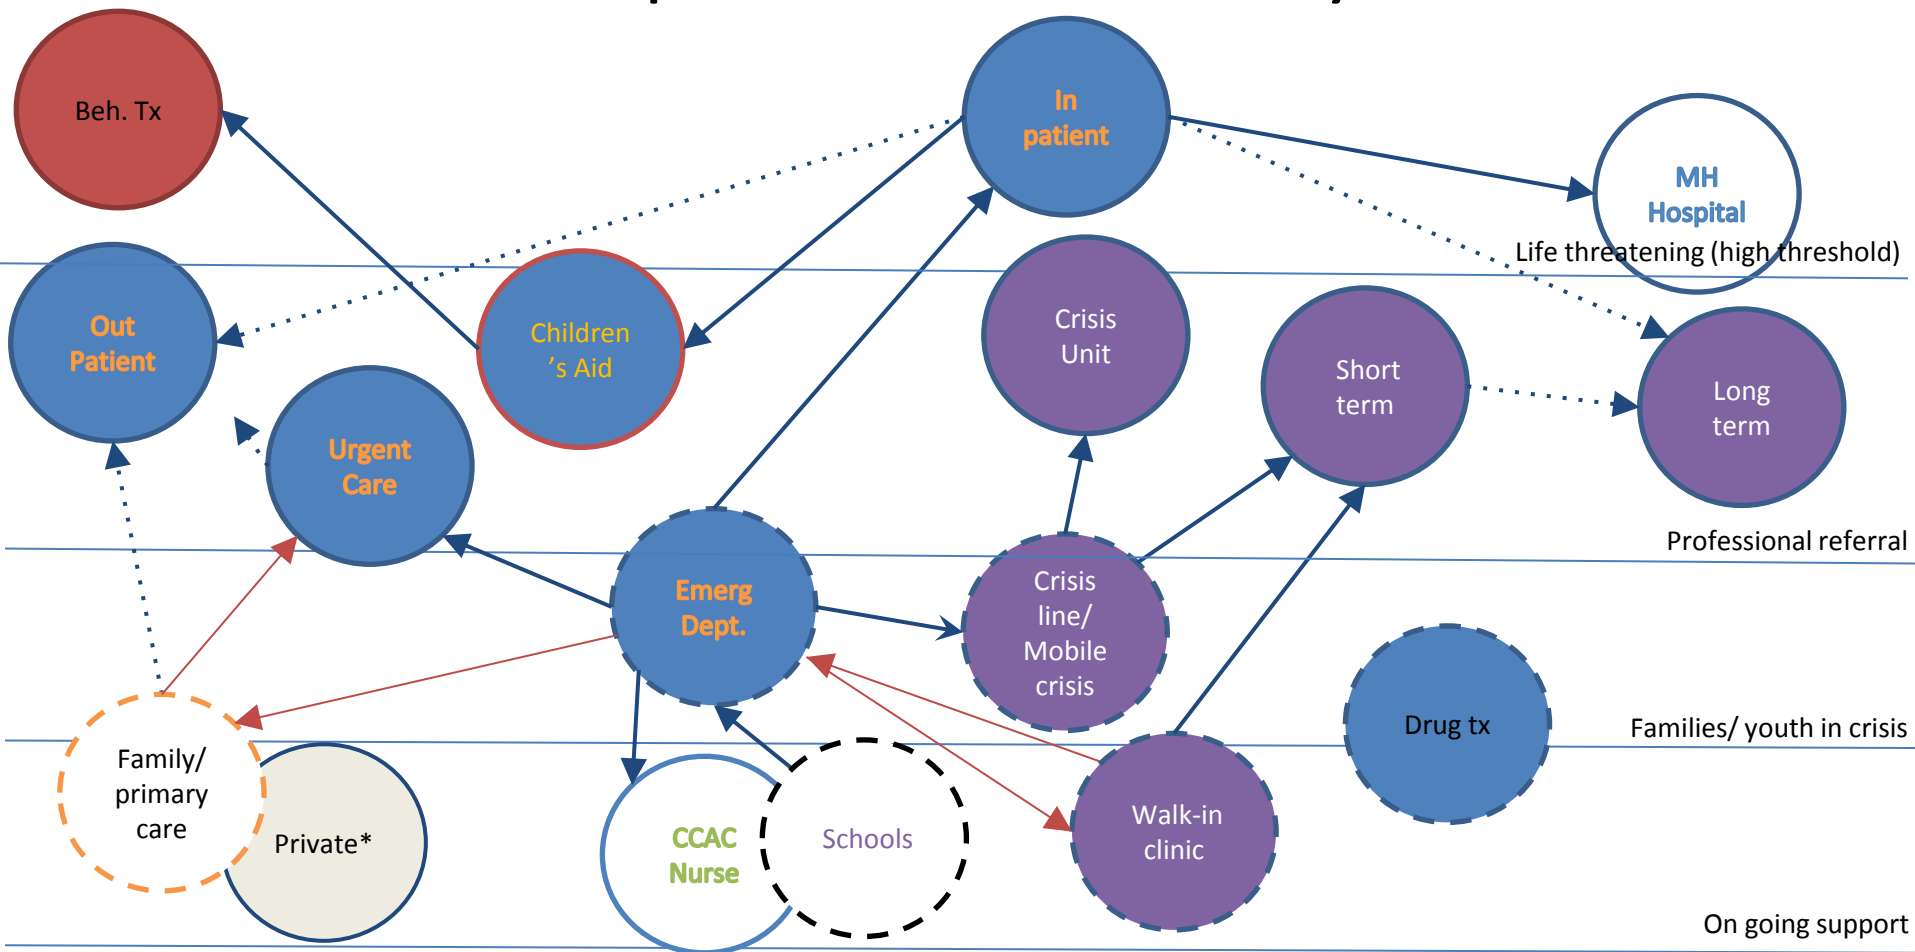 Beh. Tx
In
patient
MH
Hospital
Life threatening (high threshold)
Out
Patient
Children
’s Aid
Crisis
Unit
Short
term
Long
term
Urgent
Care
Professional referral
Emerg
Dept.
Crisis
line/
Mobile
crisis
Drug tx
Families/ youth in crisis
Family/
primary
care
Private*
CCAC
Nurse
Schools
Walk-in
clinic
On going support